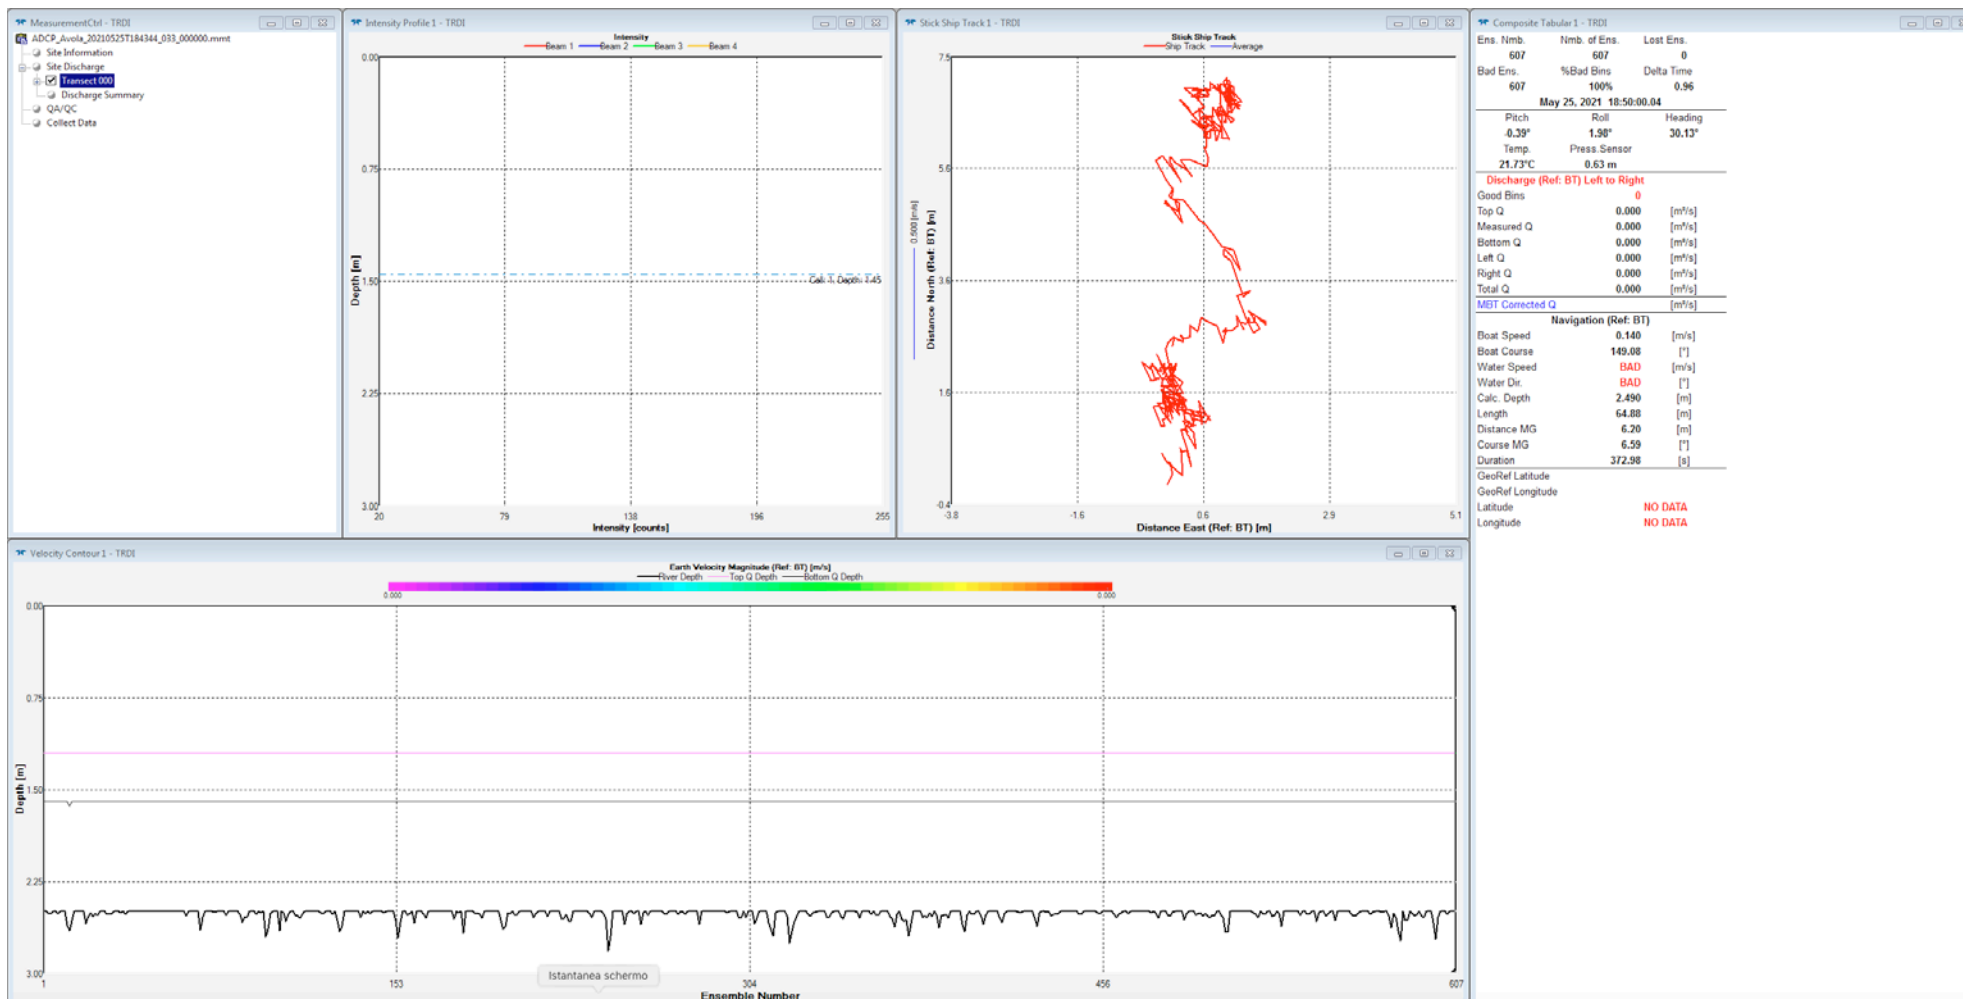 MeasurementCtrl - TRDI
ADCP_Avola_20210525T184344_033_000000.mmt
Site Information
Site Discharge
Transect 000
Discharge Summary
QA/QC
Collect Data
Intensity Profile 1 - TRDI
Intensity
Beam 1 Beam 2 Beam 3 Beam 4
0.00
0.75
1.50
2.25
3.00
Depth [m]
Cell: 1, Depth: 1.45
20 79 138 196 255
Intensity [counts]
Stick Ship Track 1 - TRDI
Stick Ship Track
Ship Track Average
7.5
5.6
3.6
1.6
-0.4
0.500 [m/s]
Distance North (Ref: BT) [m]
-3.8 -1.6 0.6 2.9 5.1
Distance East (Ref: BT) [m]
Composite Tabular 1 - TRDI
Ens. Nmb. Nmb. of Ens. Lost Ens.
607 607 0
Bad Ens. %Bad Bins Delta Time
607 100% 0.96
May 25, 2021 18:50:00.04
Pitch Roll Heading
-0.39° 1.98° 30.13°
Temp. Press.Sensor
21.73°C 0.63 m
Discharge (Ref: BT) Left to Right
Good Bins 0
Top Q 0.000 [m³/s]
Measured Q 0.000 [m³/s]
Bottom Q 0.000 [m³/s]
Left Q 0.000 [m³/s]
Right Q 0.000 [m³/s]
Total Q 0.000 [m³/s]
MBT Corrected Q [m³/s]
Navigation (Ref: BT)
Boat Speed 0.140 [m/s]
Boat Course 149.08 [°]
Water Speed BAD [m/s]
Water Dir. BAD [°]
Calc. Depth 2.490 [m]
Length 64.88 [m]
Distance MG 6.20 [m]
Course MG 6.59 [°]
Duration 372.98 [s]
GeoRef Latitude
GeoRef Longitude
Latitude NO DATA
Longitude NO DATA
Velocity Contour 1 - TRDI
Earth Velocity Magnitude (Ref: BT) [m/s]
River Depth Top Q Depth Bottom Q Depth
0.000 0.000
0.00
0.75
1.50
2.25
3.00
Depth [m]
1 153 304 456 607
Istantanea schermo
Ensemble Number